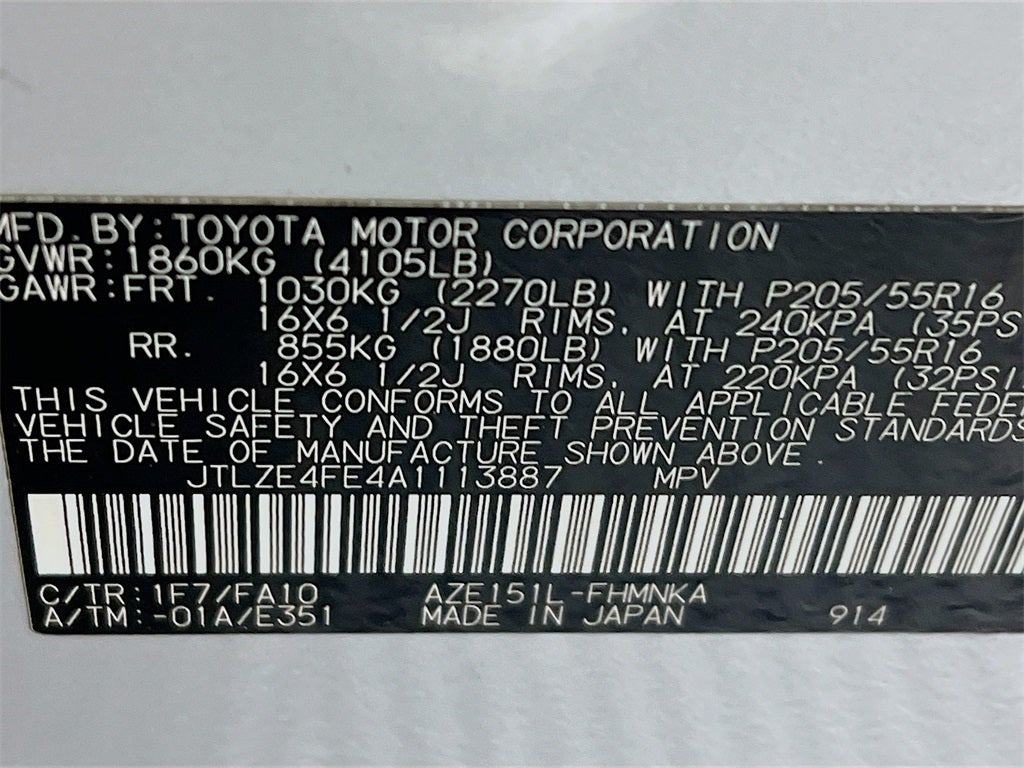 MFD. BY: TOYOTA MOTOR CORPORATION
GVWR: 1860KG (4105LB)
GAWR: FRT. 1030KG (2270LB) WITH P205/55R16
16X6 1/2J RIMS, AT 240KPA (35PS
RR. 855KG (1880LB) WITH P205/55R16
16X6 1/2J RIMS, AT 220KPA (32PSI
THIS VEHICLE CONFORMS TO ALL APPLICABLE FEDE
VEHICLE SAFETY AND THEFT PREVENTION STANDARDS
THE DATE OF MANUFACTURE SHOWN ABOVE.
JTLZE4FE4A1113887 MPV
C/TR: 1F7/FA10 AZE151L-FHMNKA
A/TM: -01A/E351 MADE IN JAPAN 914